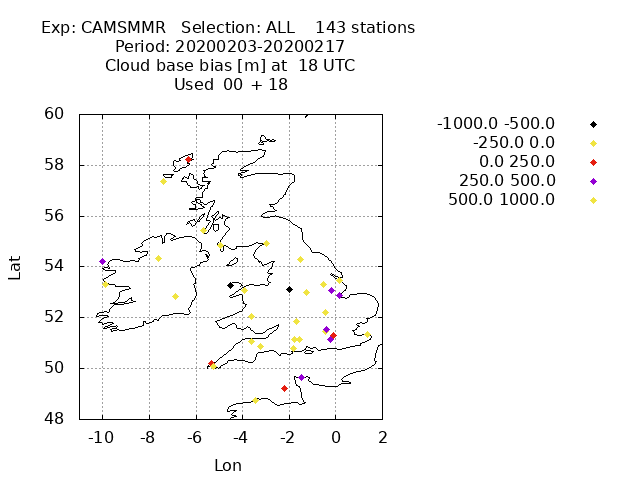 Exp: CAMSMMR Selection: ALL 143 stations
Period: 20200203-20200217
Cloud base bias [m] at 18 UTC
Used 00 + 18
-1000.0 -500.0
-250.0 0.0
0.0 250.0
250.0 500.0
500.0 1000.0
60
58
56
54
52
50
48
Lat
-10 -8 -6 -4 -2 0 2
Lon